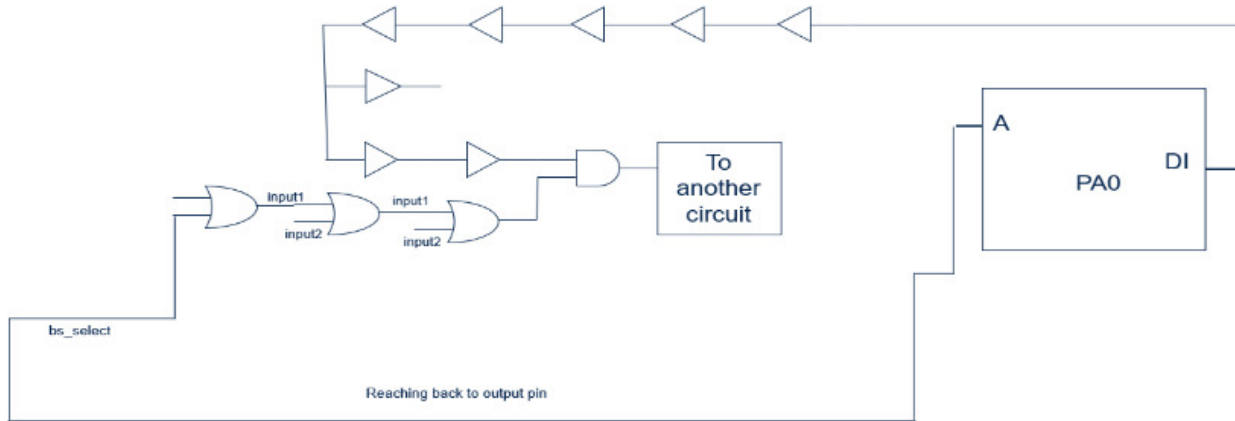 A
DI
PA0
To
another
circuit
input1
input1
input2
input2
bs_select
Reaching back to output pin